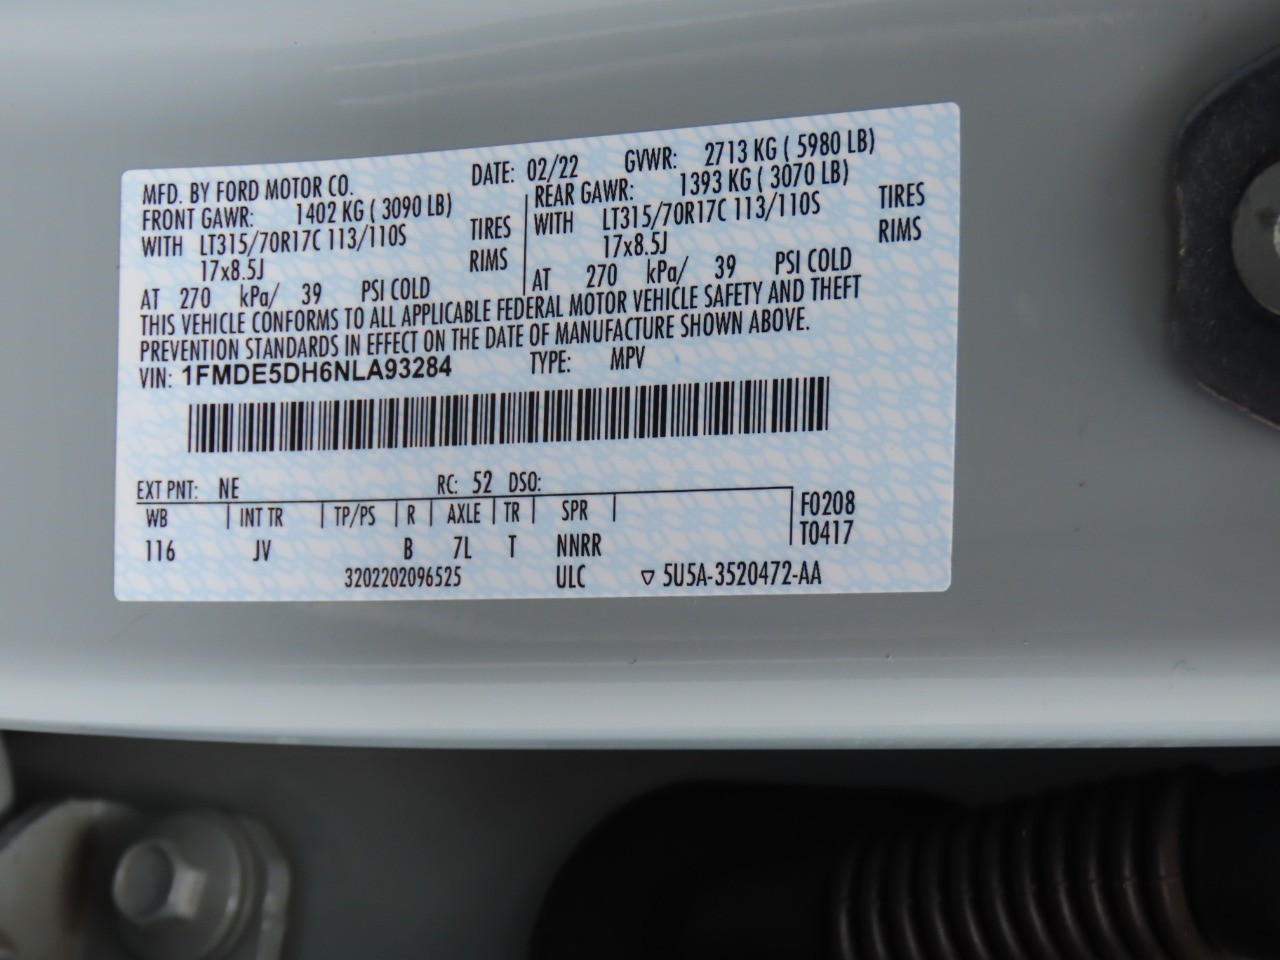 MFD. BY FORD MOTOR CO. DATE: 02/22 GVWR: 2713 KG ( 5980 LB)
FRONT GAWR: 1402 KG ( 3090 LB) REAR GAWR: 1393 KG ( 3070 LB)
WITH LT315/70R17C 113/110S TIRES WITH LT315/70R17C 113/110S TIRES
17x8.5J RIMS 17x8.5J RIMS
AT 270 kPa/ 39 PSI COLD AT 270 kPa/ 39 PSI COLD
THIS VEHICLE CONFORMS TO ALL APPLICABLE FEDERAL MOTOR VEHICLE SAFETY AND THEFT
PREVENTION STANDARDS IN EFFECT ON THE DATE OF MANUFACTURE SHOWN ABOVE.
VIN: 1FMDE5DH6NLA93284 TYPE: MPV
EXT PNT: NE RC: 52 DSO:
WB INT TR TP/PS R AXLE TR SPR F0208
116 JV B 7L T NNRR T0417
3202202096525 ULC ▽ 5U5A-3520472-AA